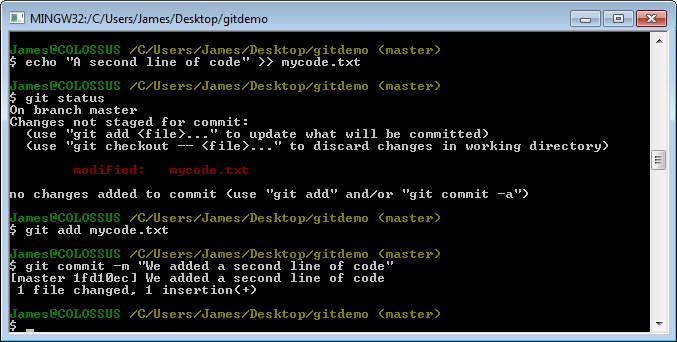 MINGW32:/C/Users/James/Desktop/gitdemo
James@COLOSSUS /C/Users/James/Desktop/gitdemo (master)
$ echo "A second line of code" >> mycode.txt
James@COLOSSUS /C/Users/James/Desktop/gitdemo (master)
$ git status
On branch master
Changes not staged for commit:
  (use "git add <file>..." to update what will be committed)
  (use "git checkout -- <file>..." to discard changes in working directory)
        modified:   mycode.txt
no changes added to commit (use "git add" and/or "git commit -a")
James@COLOSSUS /C/Users/James/Desktop/gitdemo (master)
$ git add mycode.txt
James@COLOSSUS /C/Users/James/Desktop/gitdemo (master)
$ git commit -m "We added a second line of code"
[master 1fd10ec] We added a second line of code
 1 file changed, 1 insertion(+)
James@COLOSSUS /C/Users/James/Desktop/gitdemo (master)
$